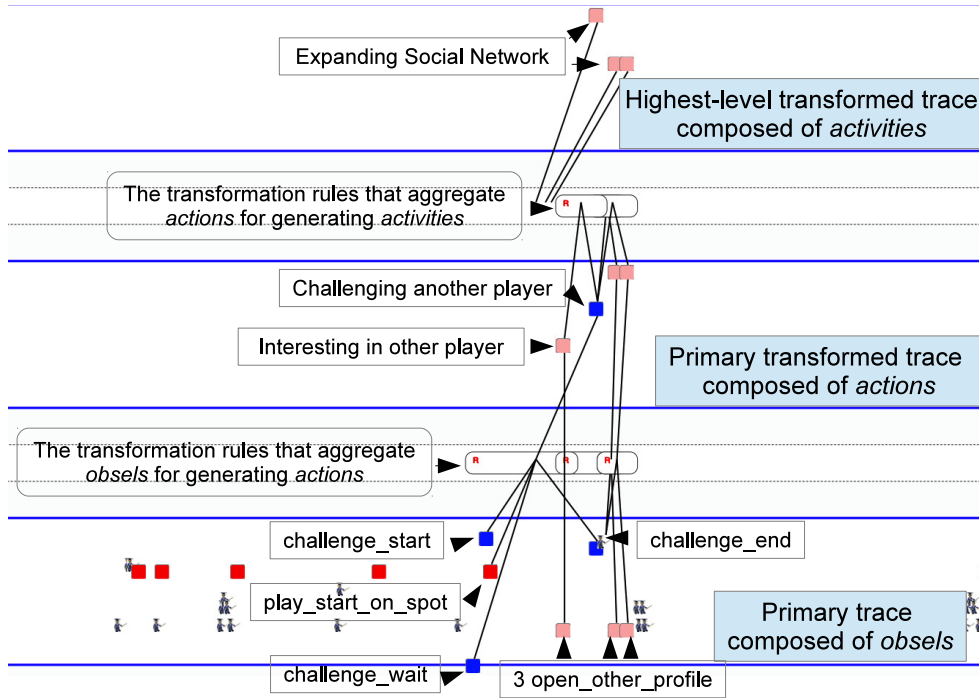 Expanding Social Network
Highest-level transformed trace
composed of activities
The transformation rules that aggregate
actions for generating activities
R
Challenging another player
Interesting in other player
Primary transformed trace
composed of actions
The transformation rules that aggregate
obsels for generating actions
R
R
R
challenge_start
challenge_end
play_start_on_spot
Primary trace
composed of obsels
challenge_wait
3 open_other_profile